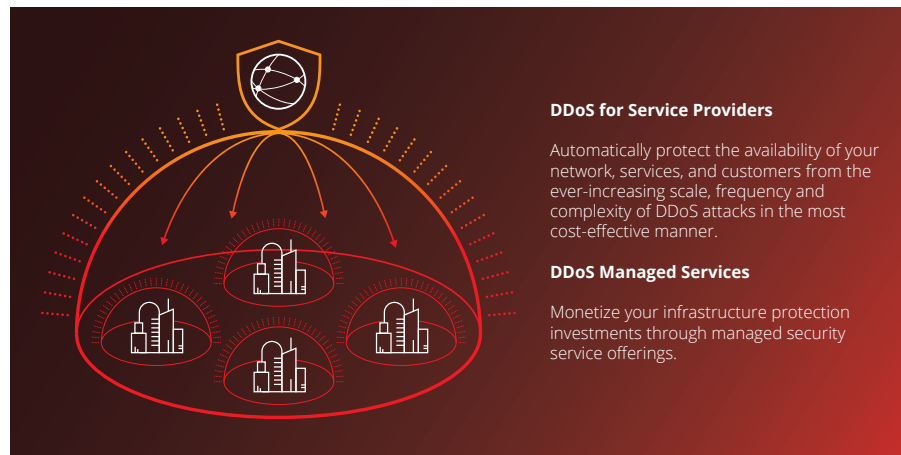 DDoS for Service Providers
Automatically protect the availability of your
network, services, and customers from the
ever-increasing scale, frequency and
complexity of DDoS attacks in the most
cost-effective manner.
DDoS Managed Services
Monetize your infrastructure protection
investments through managed security
service offerings.